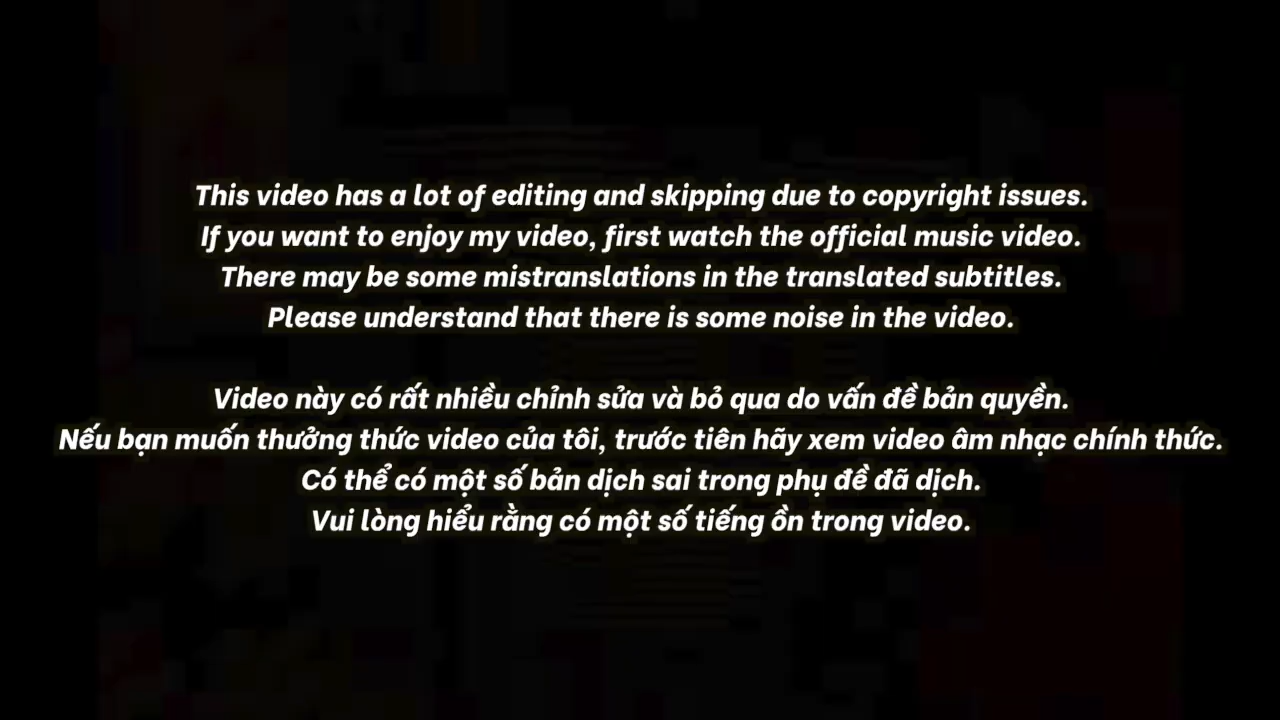 This video has a lot of editing and skipping due to copyright issues.
If you want to enjoy my video, first watch the official music video.
There may be some mistranslations in the translated subtitles.
Please understand that there is some noise in the video.
Video này có rất nhiều chỉnh sửa và bỏ qua do vấn đề bản quyền.
Nếu bạn muốn thưởng thức video của tôi, trước tiên hãy xem video âm nhạc chính thức.
Có thể có một số bản dịch sai trong phụ đề đã dịch.
Vui lòng hiểu rằng có một số tiếng ồn trong video.